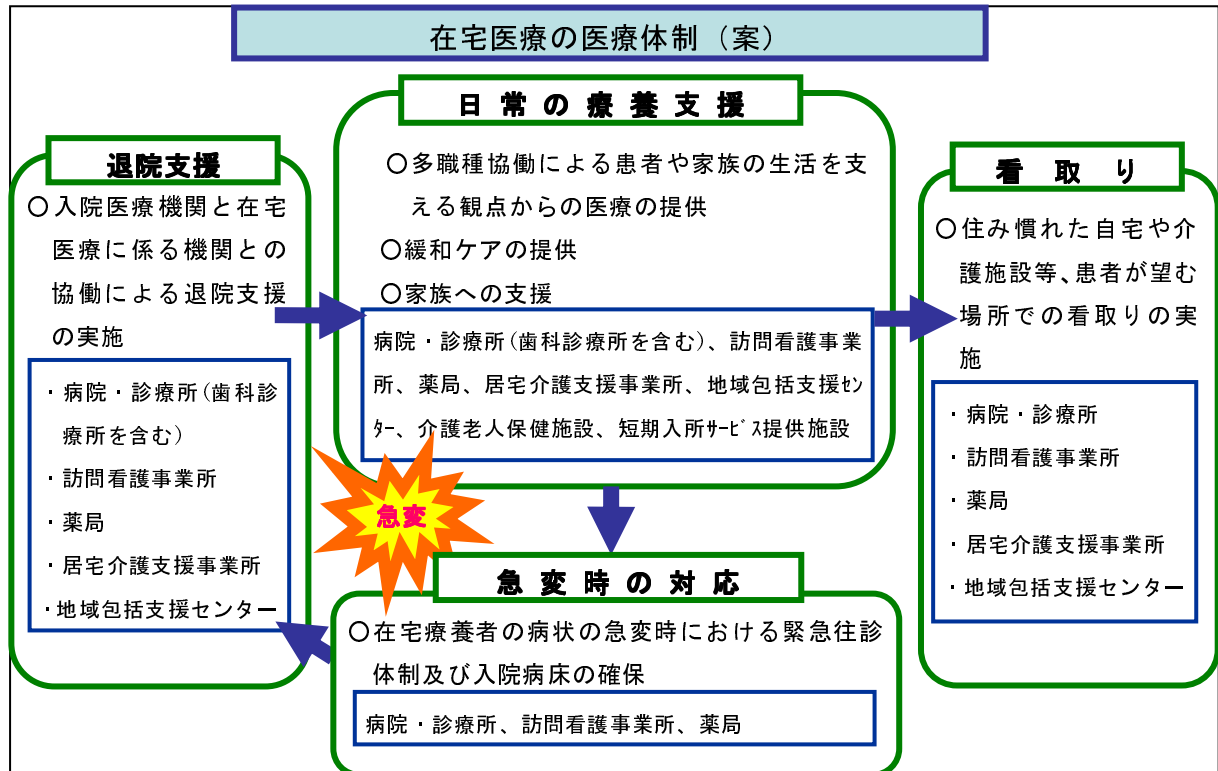 在宅医療の医療体制（案）
退院支援
〇入院医療機関と在宅
医療に係る機関との
協働による退院支援
の実施
・病院・診療所(歯科診
療所を含む)
・訪問看護事業所
・薬局
・居宅介護支援事業所
・地域包括支援センター
日常の療養支援
〇多職種協働による患者や家族の生活を支
える観点からの医療の提供
〇緩和ケアの提供
〇家族への支援
病院・診療所(歯科診療所を含む)、訪問看護事業
所、薬局、居宅介護支援事業所、地域包括支援ｾﾝ
ﾀｰ、介護老人保健施設、短期入所ｻｰﾋﾞｽ提供施設
急変
急変時の対応
〇在宅療養者の病状の急変時における緊急往診
体制及び入院病床の確保
病院・診療所、訪問看護事業所、薬局
看取り
〇住み慣れた自宅や介
護施設等、患者が望む
場所での看取りの実
施
・病院・診療所
・訪問看護事業所
・薬局
・居宅介護支援事業所
・地域包括支援センター